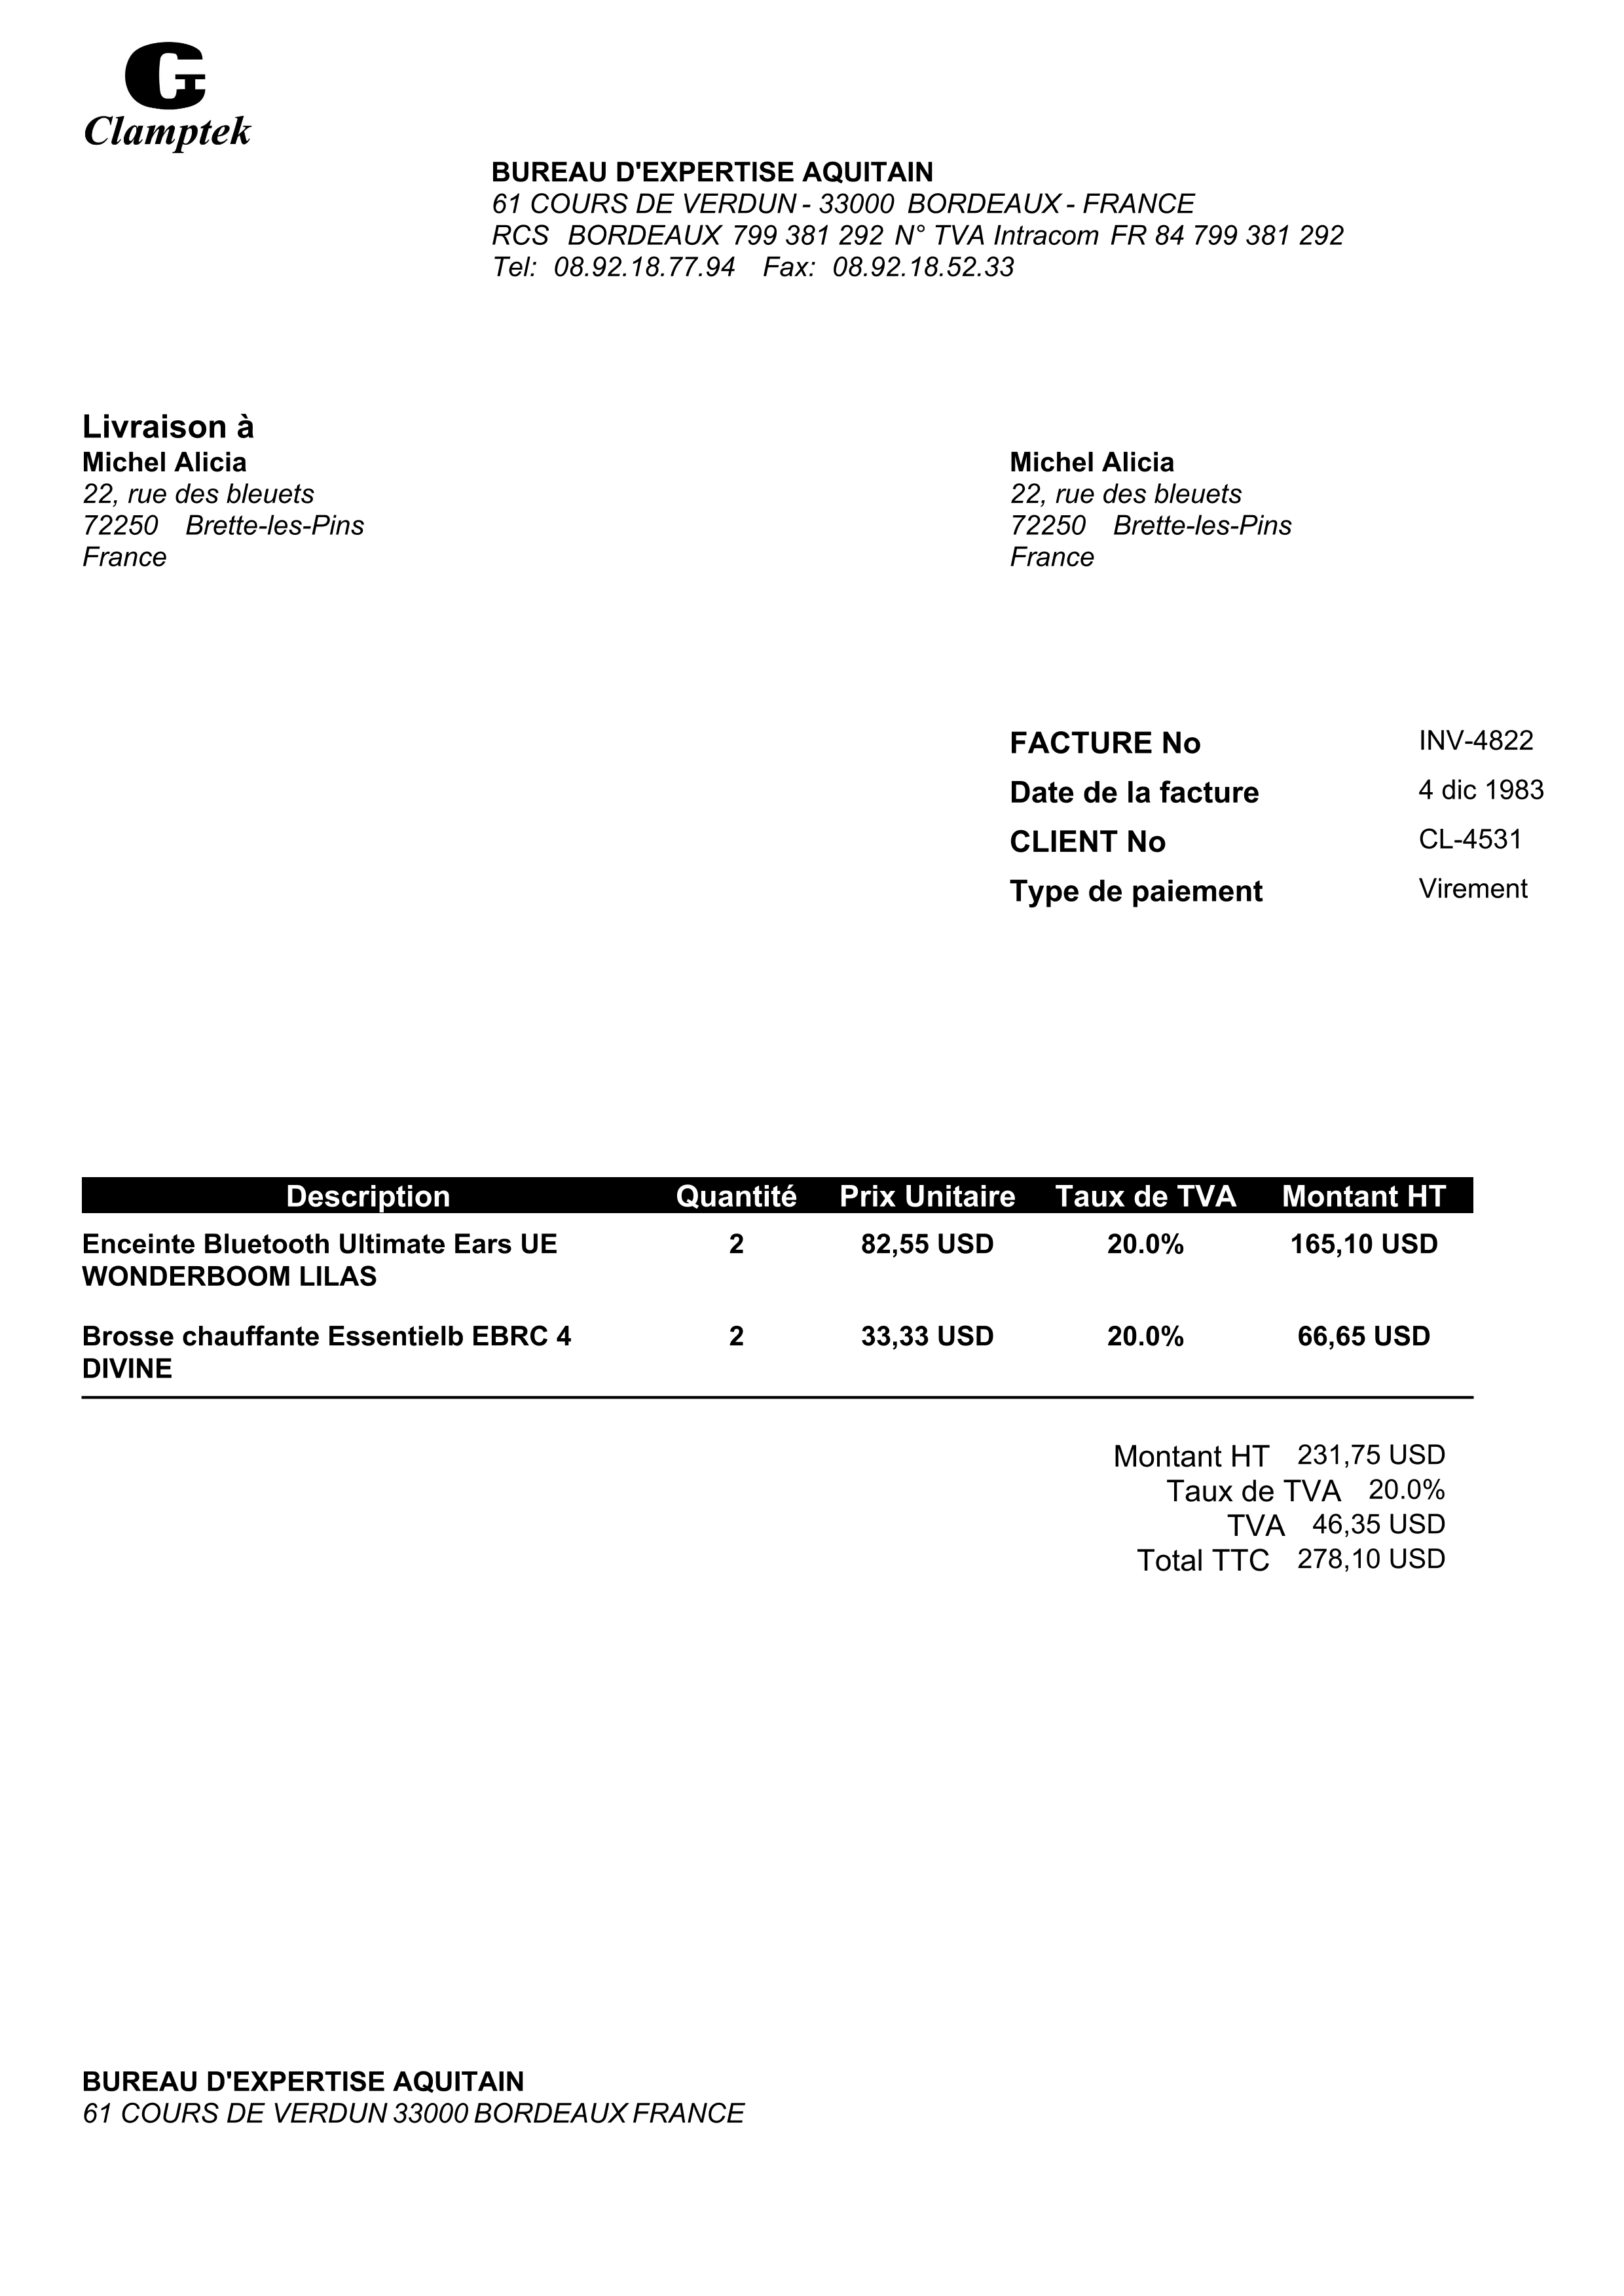 Clamptek
BUREAU D'EXPERTISE AQUITAIN
61 COURS DE VERDUN - 33000 BORDEAUX - FRANCE
RCS BORDEAUX 799 381 292 N° TVA Intracom FR 84 799 381 292
Tel: 08.92.18.77.94 Fax: 08.92.18.52.33
Livraison à
Michel Alicia
22, rue des bleuets
72250 Brette-les-Pins
France
Michel Alicia
22, rue des bleuets
72250 Brette-les-Pins
France
FACTURE No INV-4822
Date de la facture 4 dic 1983
CLIENT No CL-4531
Type de paiement Virement
Description Quantité Prix Unitaire Taux de TVA Montant HT
Enceinte Bluetooth Ultimate Ears UE 2 82,55 USD 20.0% 165,10 USD
WONDERBOOM LILAS
Brosse chauffante Essentielb EBRC 4 2 33,33 USD 20.0% 66,65 USD
DIVINE
Montant HT 231,75 USD
Taux de TVA 20.0%
TVA 46,35 USD
Total TTC 278,10 USD
BUREAU D'EXPERTISE AQUITAIN
61 COURS DE VERDUN 33000 BORDEAUX FRANCE